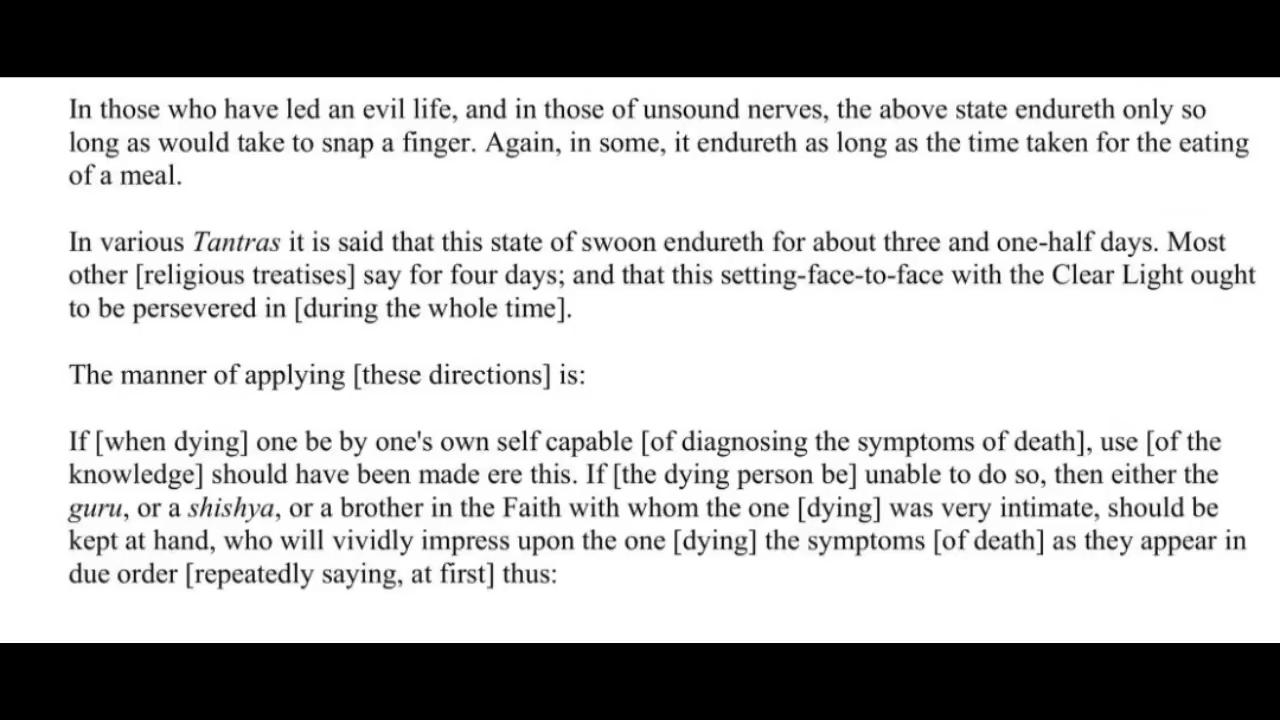 In those who have led an evil life, and in those of unsound nerves, the above state endureth only so
long as would take to snap a finger. Again, in some, it endureth as long as the time taken for the eating
of a meal.
In various Tantras it is said that this state of swoon endureth for about three and one-half days. Most
other [religious treatises] say for four days; and that this setting-face-to-face with the Clear Light ought
to be persevered in [during the whole time].
The manner of applying [these directions] is:
If [when dying] one be by one's own self capable [of diagnosing the symptoms of death], use [of the
knowledge] should have been made ere this. If [the dying person be] unable to do so, then either the
guru, or a shishya, or a brother in the Faith with whom the one [dying] was very intimate, should be
kept at hand, who will vividly impress upon the one [dying] the symptoms [of death] as they appear in
due order [repeatedly saying, at first] thus: